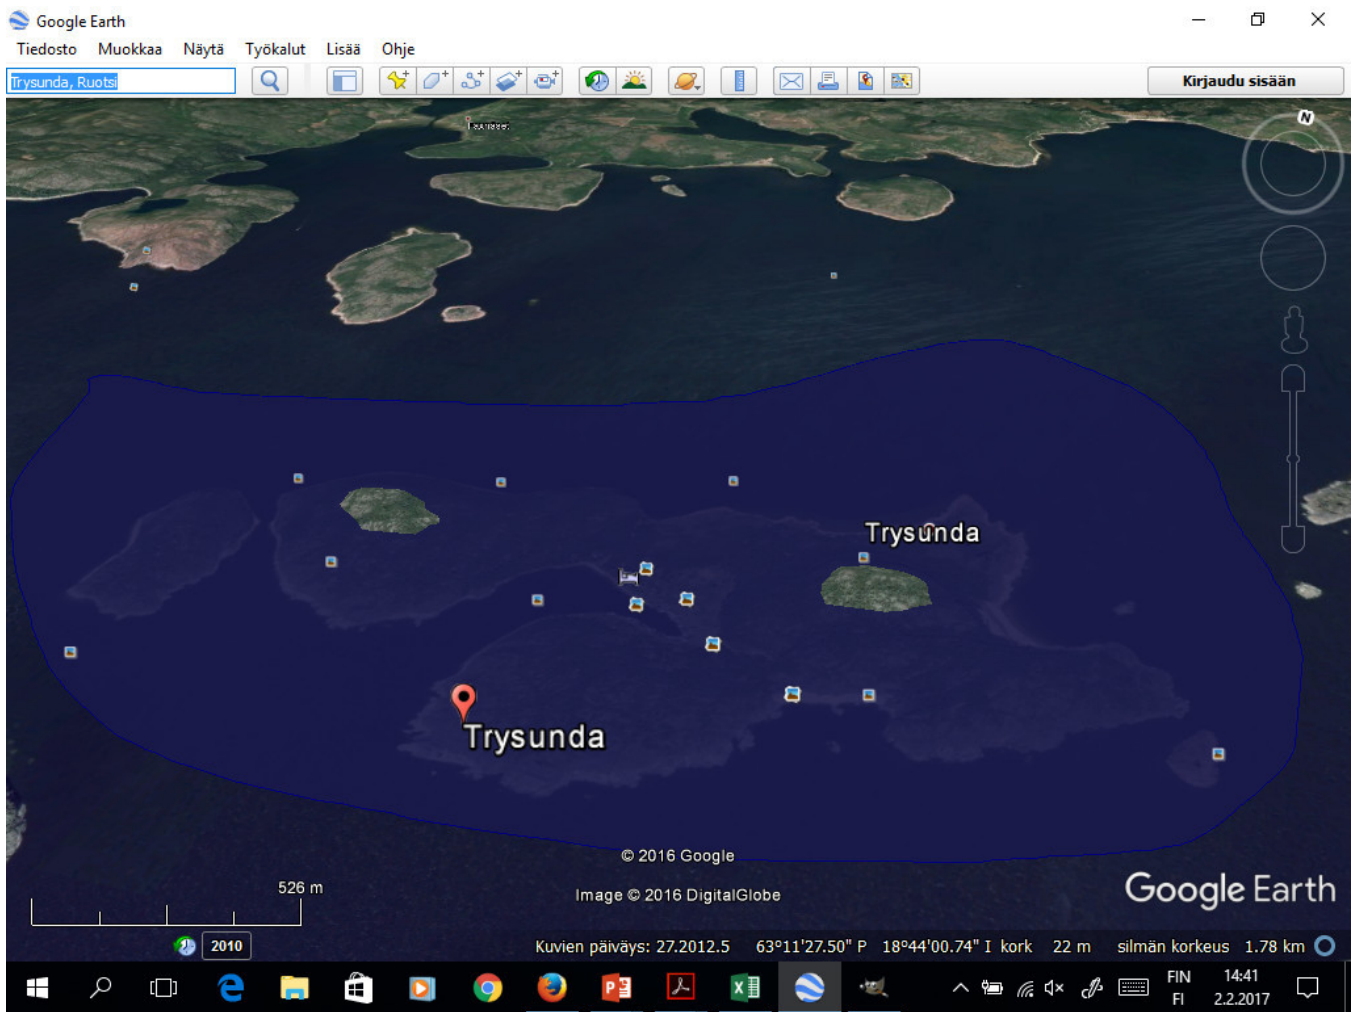 Google Earth
Tiedosto Muokkaa Näytä Työkalut Lisää Ohje
Trysunda, Ruotsi
Kirjaudu sisään
N
Trysunda
Trysunda
© 2016 Google
526 m
Image © 2016 DigitalGlobe
Google Earth
2010
Kuvien päiväys: 27.2012.5 63°11'27.50" P 18°44'00.74" I kork 22 m silmän korkeus 1.78 km
FIN 14:41
FI 2.2.2017